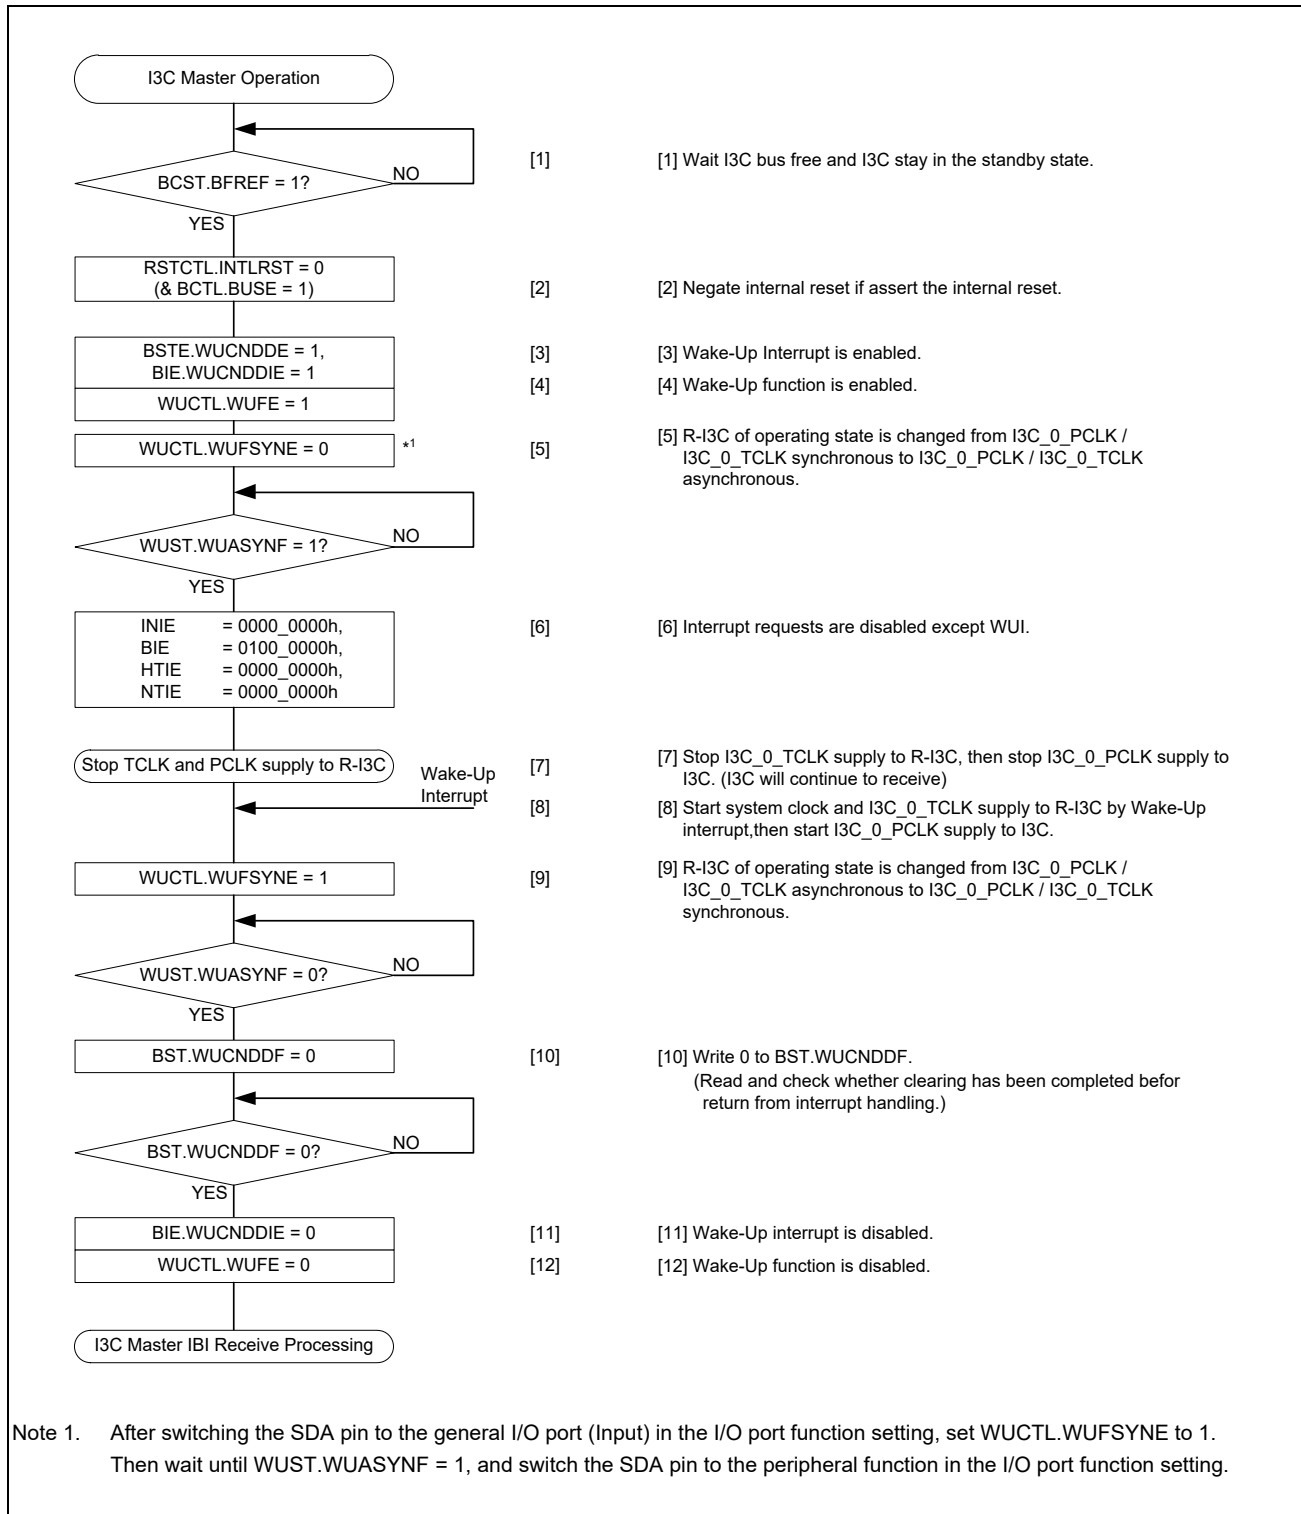 I3C Master Operation
BCST.BFREF = 1?
NO
[1]
[1] Wait I3C bus free and I3C stay in the standby state.
YES
RSTCTL.INTLRST = 0
(& BCTL.BUSE = 1)
[2]
[2] Negate internal reset if assert the internal reset.
BSTE.WUCNDDE = 1,
BIE.WUCNDDIE = 1
[3]
[3] Wake-Up Interrupt is enabled.
WUCTL.WUFE = 1
[4]
[4] Wake-Up function is enabled.
WUCTL.WUFSYNE = 0
*1
[5]
[5] R-I3C of operating state is changed from I3C_0_PCLK /
I3C_0_TCLK synchronous to I3C_0_PCLK / I3C_0_TCLK
asynchronous.
WUST.WUASYNF = 1?
NO
YES
INIE = 0000_0000h,
BIE = 0100_0000h,
HTIE = 0000_0000h,
NTIE = 0000_0000h
[6]
[6] Interrupt requests are disabled except WUI.
Stop TCLK and PCLK supply to R-I3C
[7]
[7] Stop I3C_0_TCLK supply to R-I3C, then stop I3C_0_PCLK supply to
I3C. (I3C will continue to receive)
Wake-Up
Interrupt
[8]
[8] Start system clock and I3C_0_TCLK supply to R-I3C by Wake-Up
interrupt,then start I3C_0_PCLK supply to I3C.
WUCTL.WUFSYNE = 1
[9]
[9] R-I3C of operating state is changed from I3C_0_PCLK /
I3C_0_TCLK asynchronous to I3C_0_PCLK / I3C_0_TCLK
synchronous.
WUST.WUASYNF = 0?
NO
YES
BST.WUCNDDF = 0
[10]
[10] Write 0 to BST.WUCNDDF.
(Read and check whether clearing has been completed befor
return from interrupt handling.)
BST.WUCNDDF = 0?
NO
YES
BIE.WUCNDDIE = 0
[11]
[11] Wake-Up interrupt is disabled.
WUCTL.WUFE = 0
[12]
[12] Wake-Up function is disabled.
I3C Master IBI Receive Processing
Note 1. After switching the SDA pin to the general I/O port (Input) in the I/O port function setting, set WUCTL.WUFSYNE to 1.
Then wait until WUST.WUASYNF = 1, and switch the SDA pin to the peripheral function in the I/O port function setting.